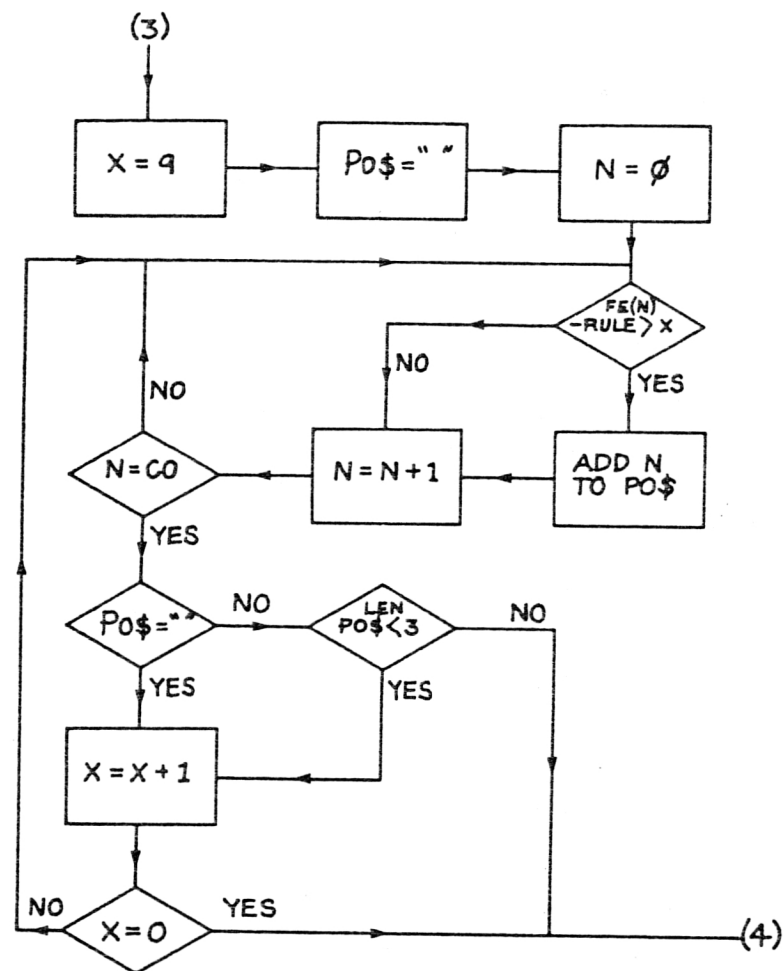 (3)
X = 9
PO$ = " "
N = Ø
FE(N)
-RULE > X
NO
YES
NO
N = CO
N = N + 1
ADD N
TO PO$
YES
PO$ = " "
NO
LEN
PO$ < 3
NO
YES
YES
X = X + 1
NO
X = 0
YES
(4)